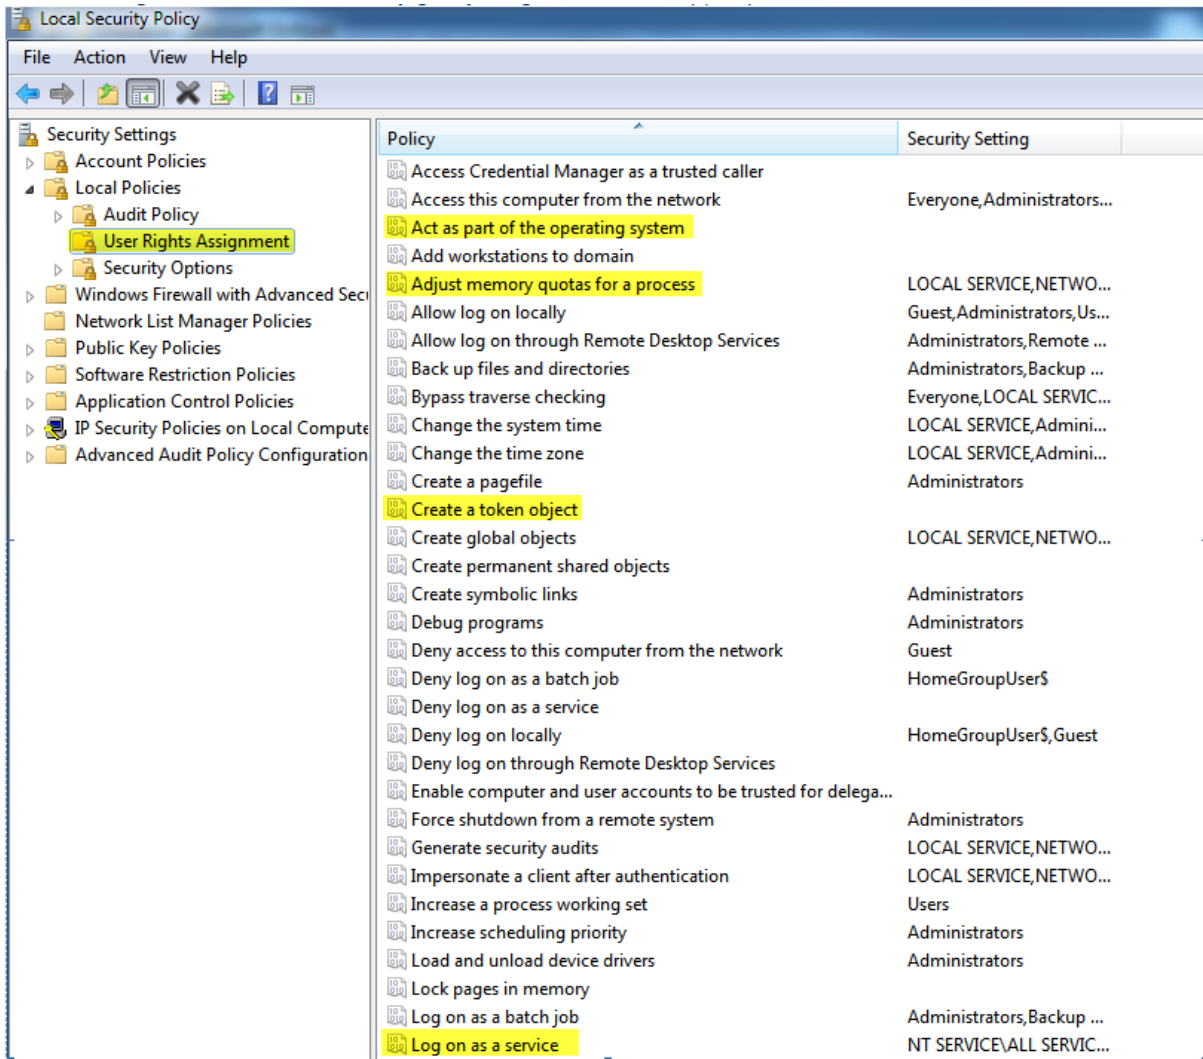 Local Security Policy
File Action View Help
Security Settings
Account Policies
Local Policies
Audit Policy
User Rights Assignment
Security Options
Windows Firewall with Advanced Secu
Network List Manager Policies
Public Key Policies
Software Restriction Policies
Application Control Policies
IP Security Policies on Local Compute
Advanced Audit Policy Configuration
Policy Security Setting
Access Credential Manager as a trusted caller
Access this computer from the network Everyone,Administrators...
Act as part of the operating system
Add workstations to domain
Adjust memory quotas for a process LOCAL SERVICE,NETWO...
Allow log on locally Guest,Administrators,Us...
Allow log on through Remote Desktop Services Administrators,Remote ...
Back up files and directories Administrators,Backup ...
Bypass traverse checking Everyone,LOCAL SERVIC...
Change the system time LOCAL SERVICE,Admini...
Change the time zone LOCAL SERVICE,Admini...
Create a pagefile Administrators
Create a token object
Create global objects LOCAL SERVICE,NETWO...
Create permanent shared objects
Create symbolic links Administrators
Debug programs Administrators
Deny access to this computer from the network Guest
Deny log on as a batch job HomeGroupUser$
Deny log on as a service
Deny log on locally HomeGroupUser$,Guest
Deny log on through Remote Desktop Services
Enable computer and user accounts to be trusted for delega...
Force shutdown from a remote system Administrators
Generate security audits LOCAL SERVICE,NETWO...
Impersonate a client after authentication LOCAL SERVICE,NETWO...
Increase a process working set Users
Increase scheduling priority Administrators
Load and unload device drivers Administrators
Lock pages in memory
Log on as a batch job Administrators,Backup ...
Log on as a service NT SERVICE\ALL SERVIC...